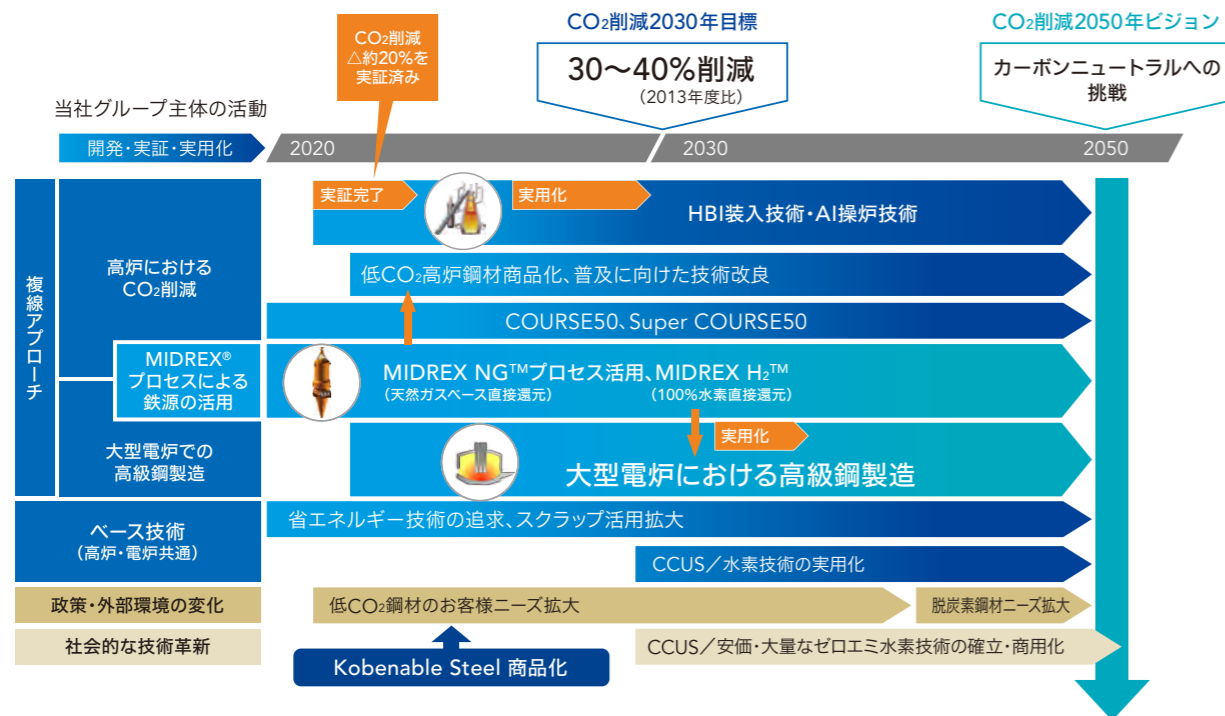 CO₂削減2030年目標
30〜40%削減
(2013年度比)
CO₂削減2050年ビジョン
カーボンニュートラルへの
挑戦
CO₂削減
△約20%を
実証済み
当社グループ主体の活動
開発・実証・実用化
2020
2030
2050
複線アプローチ
高炉における
CO₂削減
実証完了
実用化
HBI装入技術・AI操炉技術
低CO₂高炉鋼材商品化、普及に向けた技術改良
COURSE50、Super COURSE50
MIDREX®
プロセスによる
鉄源の活用
MIDREX NG™プロセス活用、MIDREX H₂™
(天然ガスベース直接還元)
(100%水素直接還元)
大型電炉での
高級鋼製造
実用化
大型電炉における高級鋼製造
ベース技術
(高炉・電炉共通)
省エネルギー技術の追求、スクラップ活用拡大
CCUS/水素技術の実用化
政策・外部環境の変化
低CO₂鋼材のお客様ニーズ拡大
脱炭素鋼材ニーズ拡大
社会的な技術革新
CCUS/安価・大量なゼロエミ水素技術の確立・商用化
Kobenable Steel 商品化